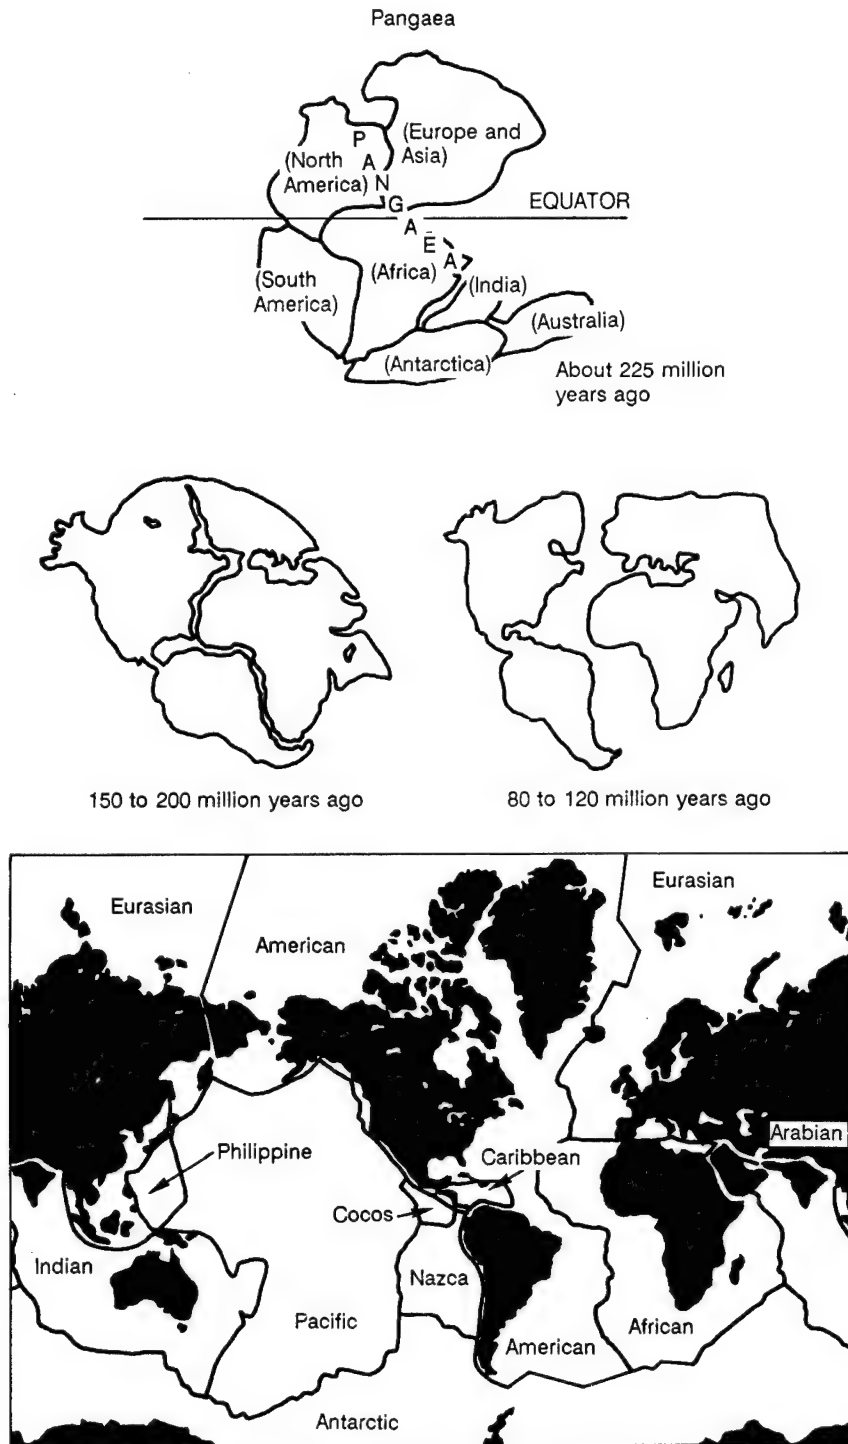 Pangaea
(Europe and
Asia)
(North
America)
PANGAEA
EQUATOR
(South
America)
(Africa)
(India)
(Australia)
(Antarctica)
About 225 million
years ago
150 to 200 million years ago
80 to 120 million years ago
Eurasian
American
Eurasian
Philippine
Caribbean
Arabian
Cocos
Indian
Nazca
Pacific
American
African
Antarctic